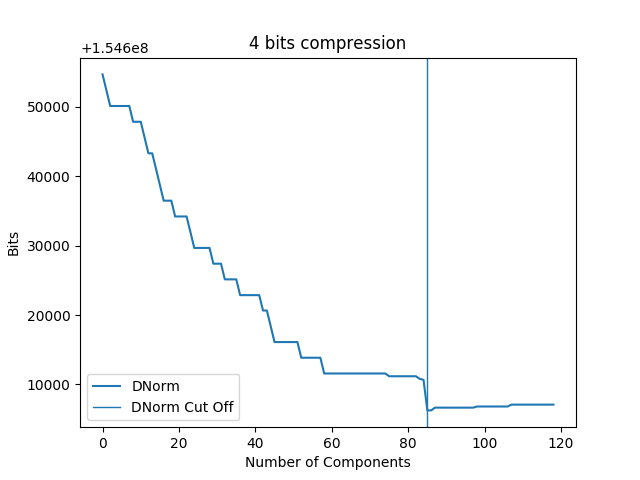 4 bits compression
+1.546e8
50000
40000
30000
20000
10000
Bits
DNorm
DNorm Cut Off
0 20 40 60 80 100 120
Number of Components